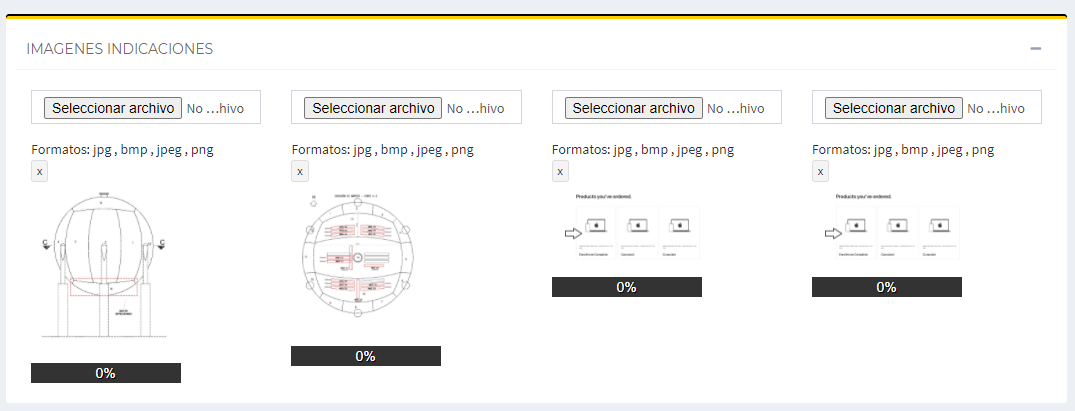 IMAGENES INDICACIONES
Seleccionar archivo No ...hivo
Seleccionar archivo No ...hivo
Seleccionar archivo No ...hivo
Seleccionar archivo No ...hivo
Formatos: jpg , bmp , jpeg , png
Formatos: jpg , bmp , jpeg , png
Formatos: jpg , bmp , jpeg , png
Formatos: jpg , bmp , jpeg , png
x
x
x
x
C C
Products you've ordered.
Products you've ordered.
0%
0%
0%
0%